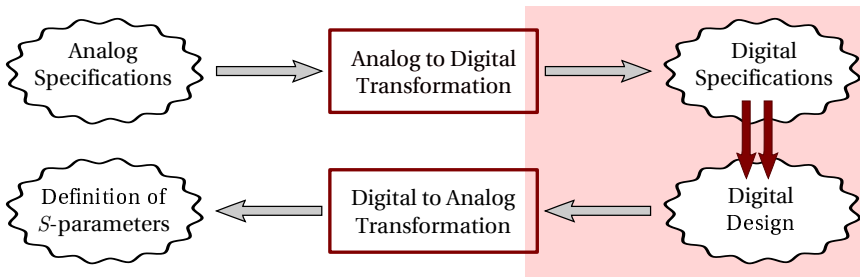 Analog
Specifications
Analog to Digital
Transformation
Digital
Specifications
Definition of
S-parameters
Digital to Analog
Transformation
Digital
Design